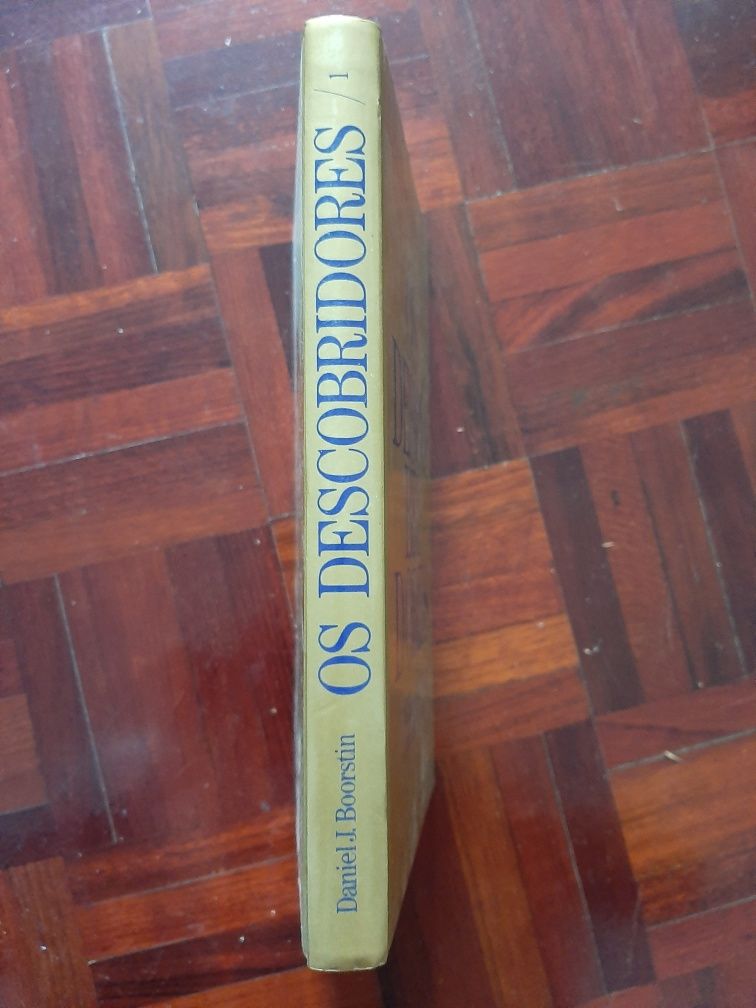 Daniel J. Boorstin
OS DESCOBRIDORES / 1